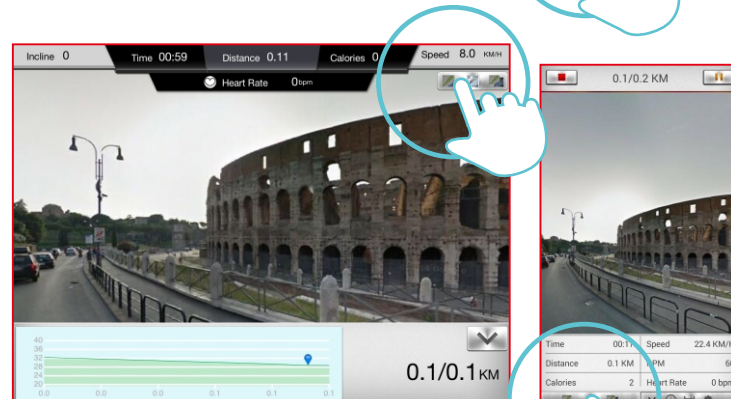 Incline 0 Time 00:59 Distance 0.11 Calories 0 Speed 8.0 KM/H
Heart Rate 0bpm
40
36
32
28
24
20
0.0 0.0 0.0 0.1 0.1 0.1
0.1/0.1KM
0.1/0.2 KM
Time 00:17 Speed 22.4 KM/H
Distance 0.1 KM
Calories 2 Heart Rate 0 bpm